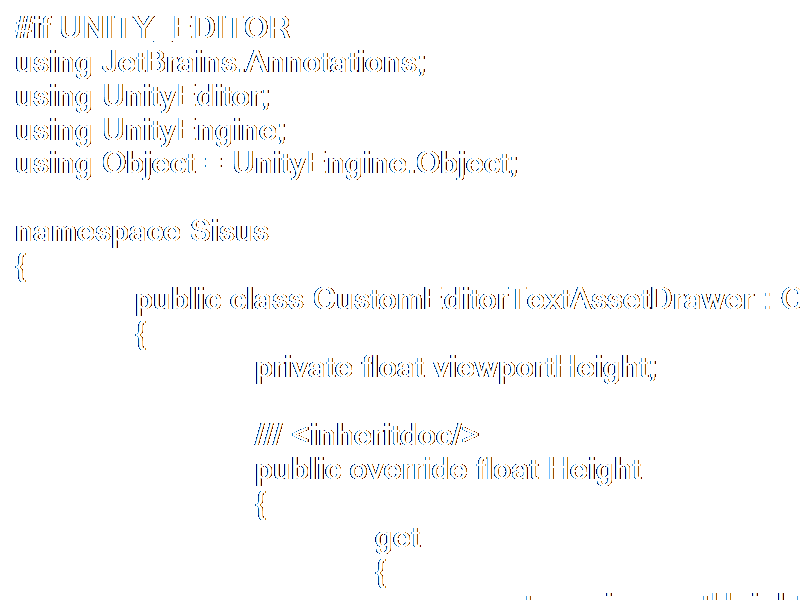 #if UNITY_EDITOR
using JetBrains.Annotations;
using UnityEditor;
using UnityEngine;
using Object = UnityEngine.Object;
namespace Sisus
{
public class CustomEditorTextAssetDrawer :
{
private float viewportHeight;
/// <inheritdoc/>
public override float Height
{
get
{